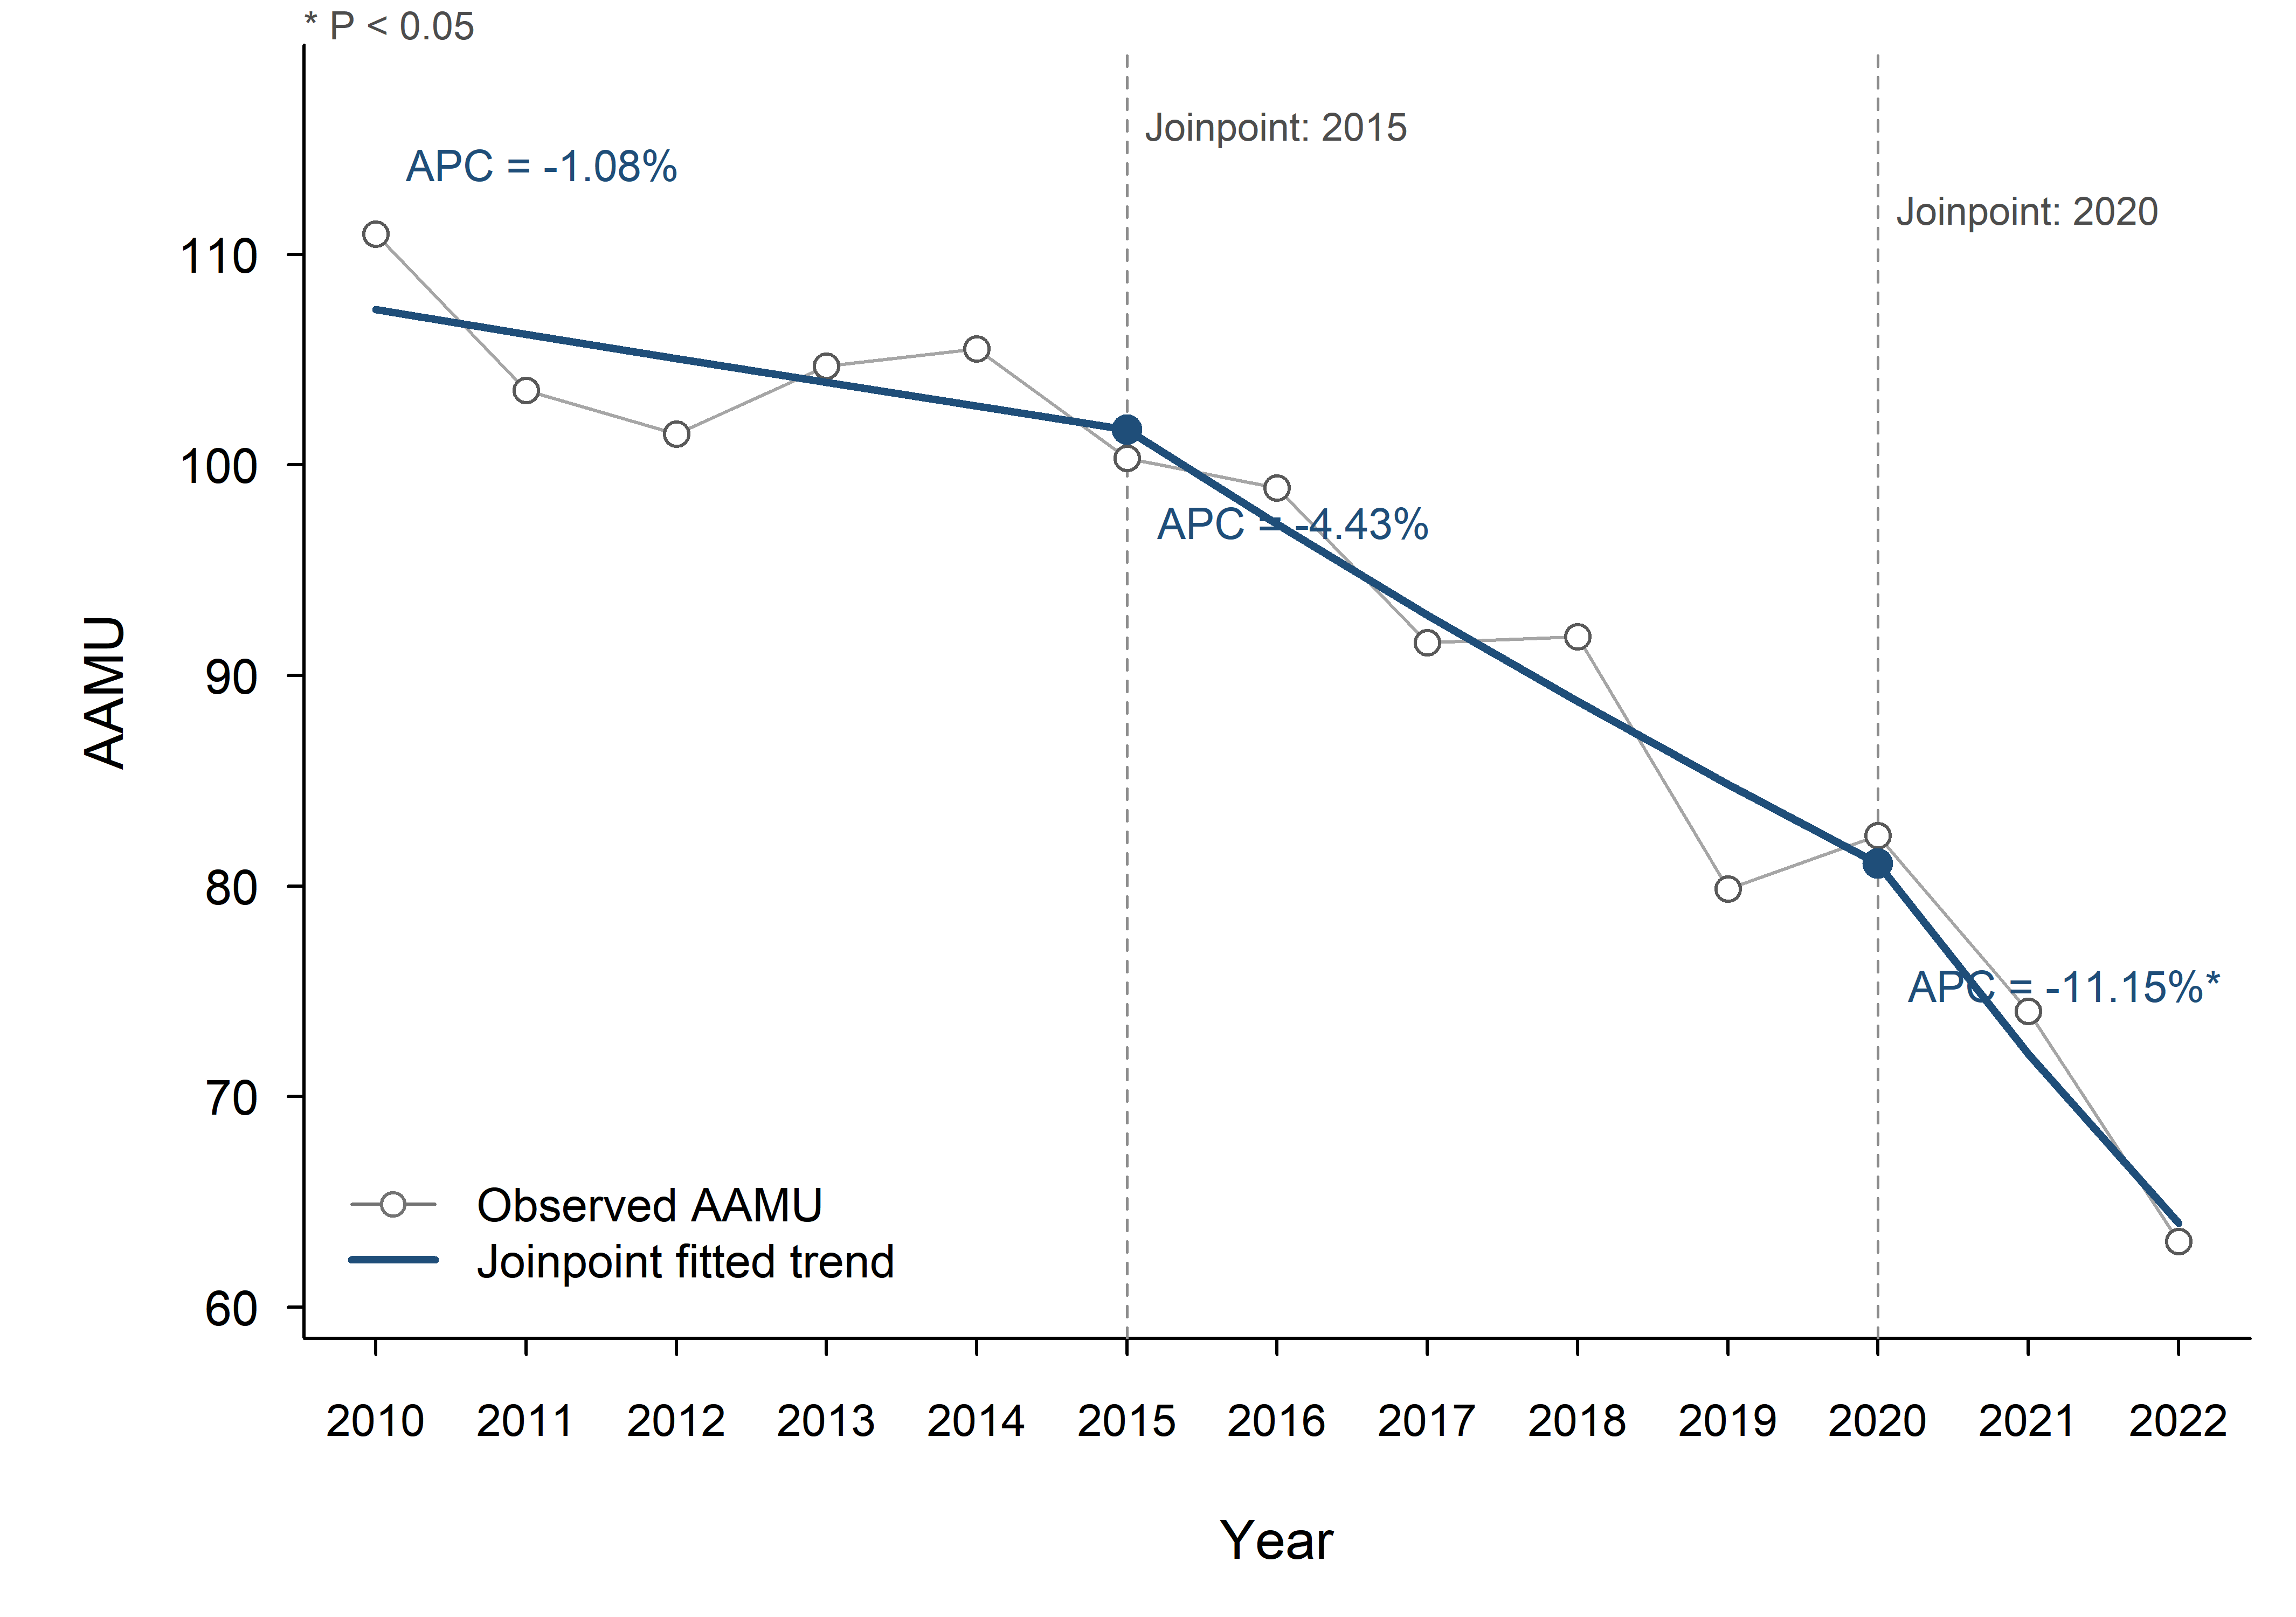 * P < 0.05
Joinpoint: 2015
APC = -1.08%
Joinpoint: 2020
110
100
APC = -4.43%
AAMU
90
80
APC = -11.15%*
70
Observed AAMU
Joinpoint fitted trend
60
2010 2011 2012 2013 2014 2015 2016 2017 2018 2019 2020 2021 2022
Year